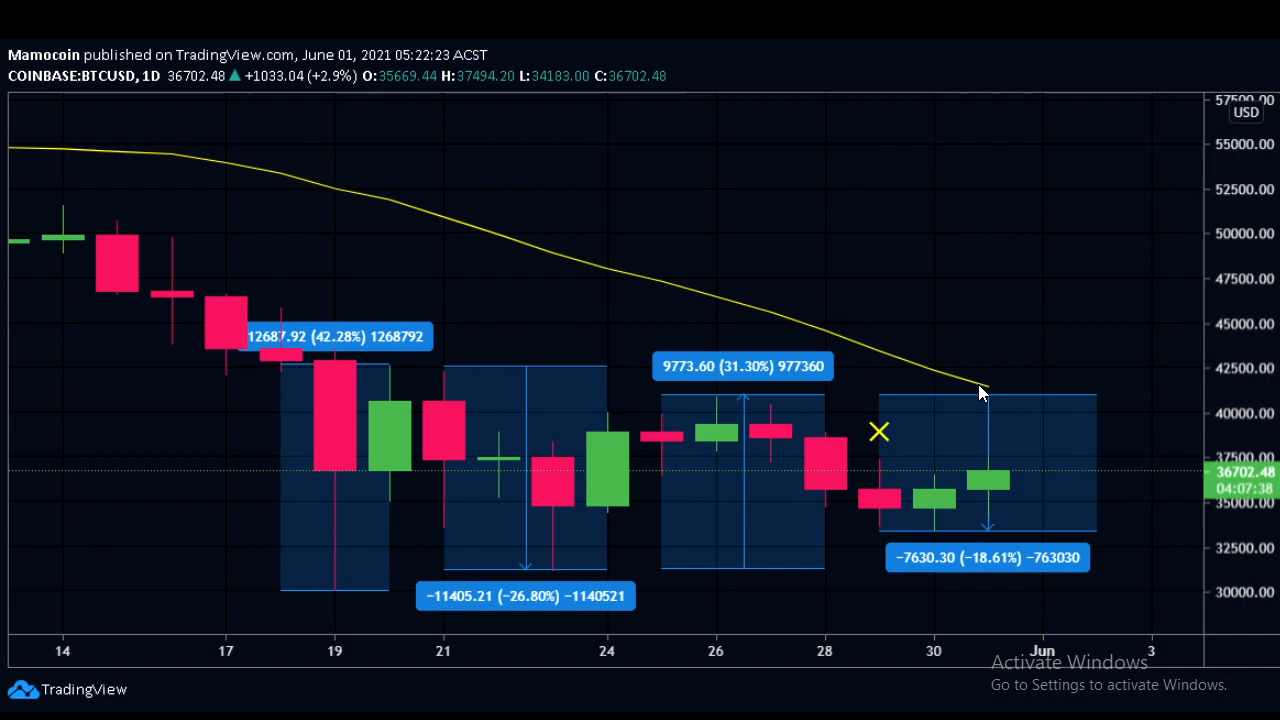 Mamocoin published on TradingView.com, June 01, 2021 05:22:23 ACST
COINBASE:BTCUSD, 1D 36702.48 ▲ +1033.04 (+2.9%) O:35669.44 H:37494.20 L:34183.00 C:36702.48
57500.00
USD
55000.00
52500.00
50000.00
47500.00
45000.00
12687.92 (42.28%) 1268792
9773.60 (31.30%) 977360
42500.00
40000.00
37500.00
36702.48
04:07:38
35000.00
−7630.30 (−18.61%) −763030
32500.00
−11405.21 (−26.80%) −1140521
30000.00
14 17 19 21 24 26 28 30 Jun 3
Activate Windows
Go to Settings to activate Windows.
TradingView